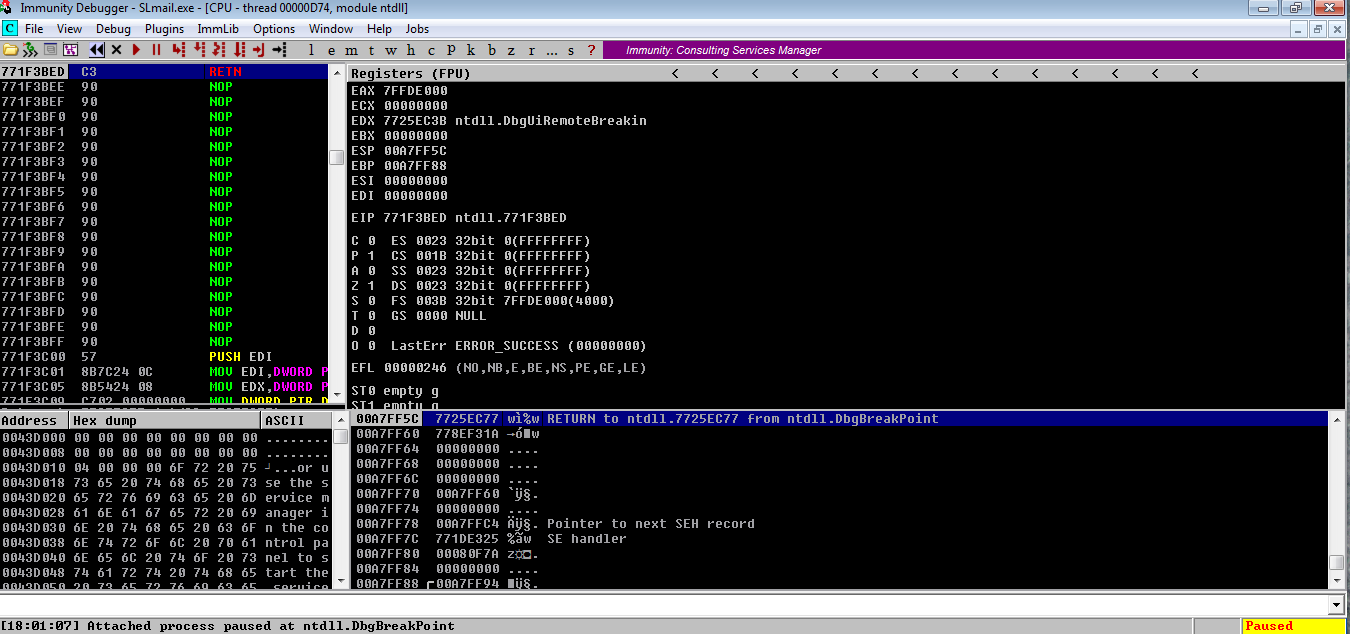 Immunity Debugger - SLmail.exe - [CPU - thread 00000D74, module ntdll]
C File View Debug Plugins ImmLib Options Window Help Jobs
l e m t w h c P k b z r ... s ? Immunity: Consulting Services Manager
771F3BED C3 RETN
771F3BEE 90 NOP
771F3BEF 90 NOP
771F3BF0 90 NOP
771F3BF1 90 NOP
771F3BF2 90 NOP
771F3BF3 90 NOP
771F3BF4 90 NOP
771F3BF5 90 NOP
771F3BF6 90 NOP
771F3BF7 90 NOP
771F3BF8 90 NOP
771F3BF9 90 NOP
771F3BFA 90 NOP
771F3BFB 90 NOP
771F3BFC 90 NOP
771F3BFD 90 NOP
771F3BFE 90 NOP
771F3BFF 90 NOP
771F3C00 57 PUSH EDI
771F3C01 8B7C24 0C MOV EDI,DWORD P
771F3C05 8B5424 08 MOV EDX,DWORD P
771F3C09 C702 00000000 MOV DWORD PTR D
Registers (FPU) < < < < < < < < < < < < < <
EAX 7FFDE000
ECX 00000000
EDX 7725EC3B ntdll.DbgUiRemoteBreakin
EBX 00000000
ESP 00A7FF5C
EBP 00A7FF88
ESI 00000000
EDI 00000000
EIP 771F3BED ntdll.771F3BED
C 0 ES 0023 32bit 0(FFFFFFFF)
P 1 CS 001B 32bit 0(FFFFFFFF)
A 0 SS 0023 32bit 0(FFFFFFFF)
Z 1 DS 0023 32bit 0(FFFFFFFF)
S 0 FS 003B 32bit 7FFDE000(4000)
T 0 GS 0000 NULL
D 0
O 0 LastErr ERROR_SUCCESS (00000000)
EFL 00000246 (NO,NB,E,BE,NS,PE,GE,LE)
ST0 empty g
ST1 empty g
Address Hex dump ASCII
0043D000 00 00 00 00 00 00 00 00 ........
0043D008 00 00 00 00 00 00 00 00 ........
0043D010 04 00 00 00 6F 72 20 75 ┘...or u
0043D018 73 65 20 74 68 65 20 73 se the s
0043D020 65 72 76 69 63 65 20 6D ervice m
0043D028 61 6E 61 67 65 72 20 69 anager i
0043D030 6E 20 74 68 65 20 63 6F n the co
0043D038 6E 74 72 6F 6C 20 70 61 ntrol pa
0043D040 6E 65 6C 20 74 6F 20 73 nel to s
0043D048 74 61 72 74 20 74 68 65 tart the
0043D050 20 73 65 72 76 69 63 65 service
00A7FF5C 7725EC77 wì%w RETURN to ntdll.7725EC77 from ntdll.DbgBreakPoint
00A7FF60 778EF31A →ó w
00A7FF64 00000000 ....
00A7FF68 00000000 ....
00A7FF6C 00000000 ....
00A7FF70 00A7FF60 `ÿ§.
00A7FF74 00000000 ....
00A7FF78 00A7FFC4 Äÿ§. Pointer to next SEH record
00A7FF7C 771DE325 %ãw SE handler
00A7FF80 00080F7A z☼◘.
00A7FF84 00000000 ....
00A7FF88 00A7FF94 ÿ§.
[18:01:07] Attached process paused at ntdll.DbgBreakPoint
Paused